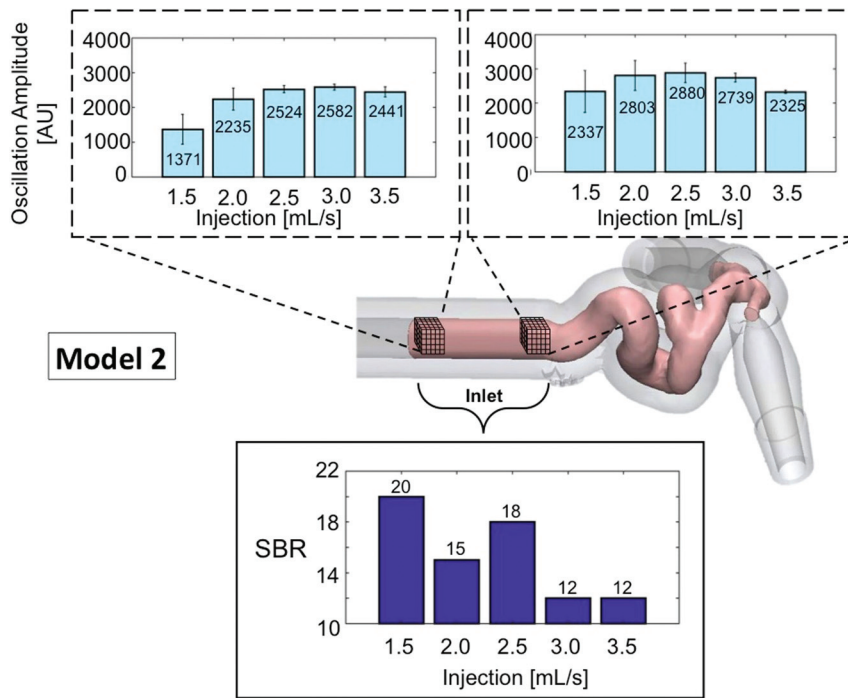 Oscillation Amplitude
[AU]
4000
3000
2000
1000
0
1371
2235
2524
2582
2441
1.5 2.0 2.5 3.0 3.5
Injection [mL/s]
4000
3000
2000
1000
0
2337
2803
2880
2739
2325
1.5 2.0 2.5 3.0 3.5
Injection [mL/s]
Model 2
Inlet
SBR
22
18
14
10
20
15
18
12
12
1.5 2.0 2.5 3.0 3.5
Injection [mL/s]